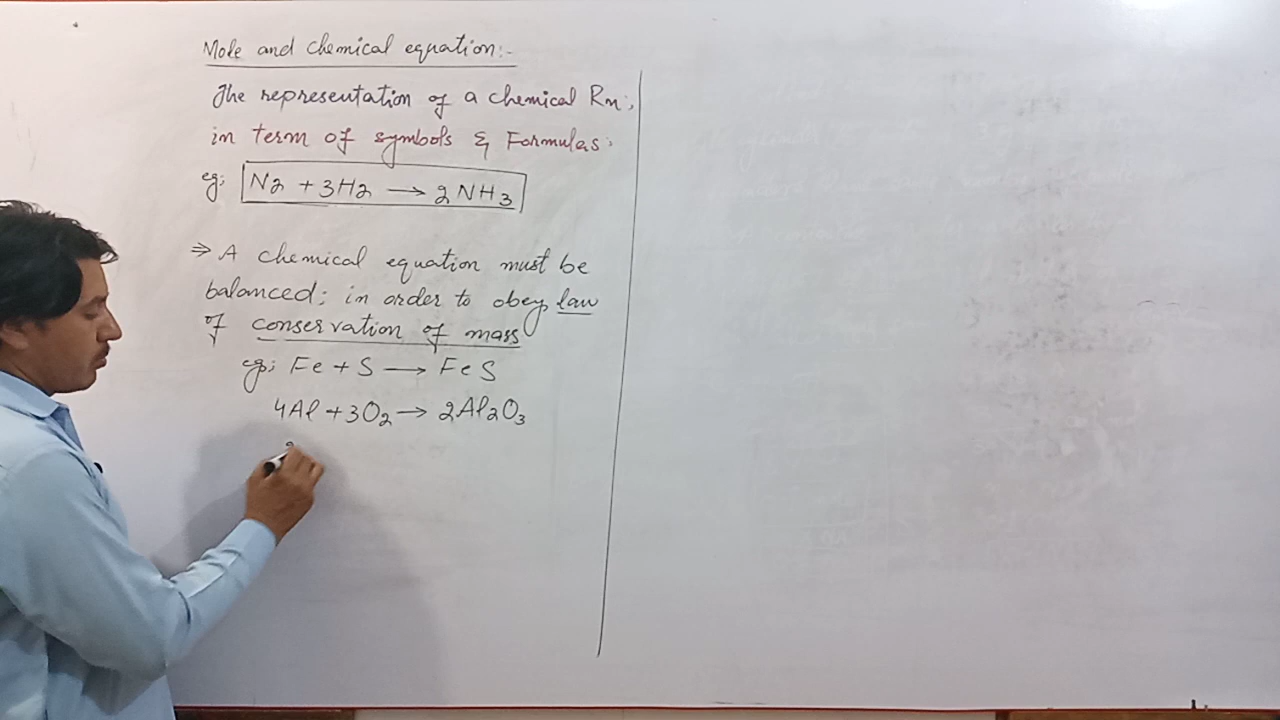 Mole and chemical equation:-
The representation of a chemical Rn;
in term of symbols & Formulas:
eg; N2 + 3H2 → 2NH3
⇒ A chemical equation must be
balanced; in order to obey law
of conservation of mass
eg; Fe + S → FeS
4Al + 3O2 → 2Al2O3